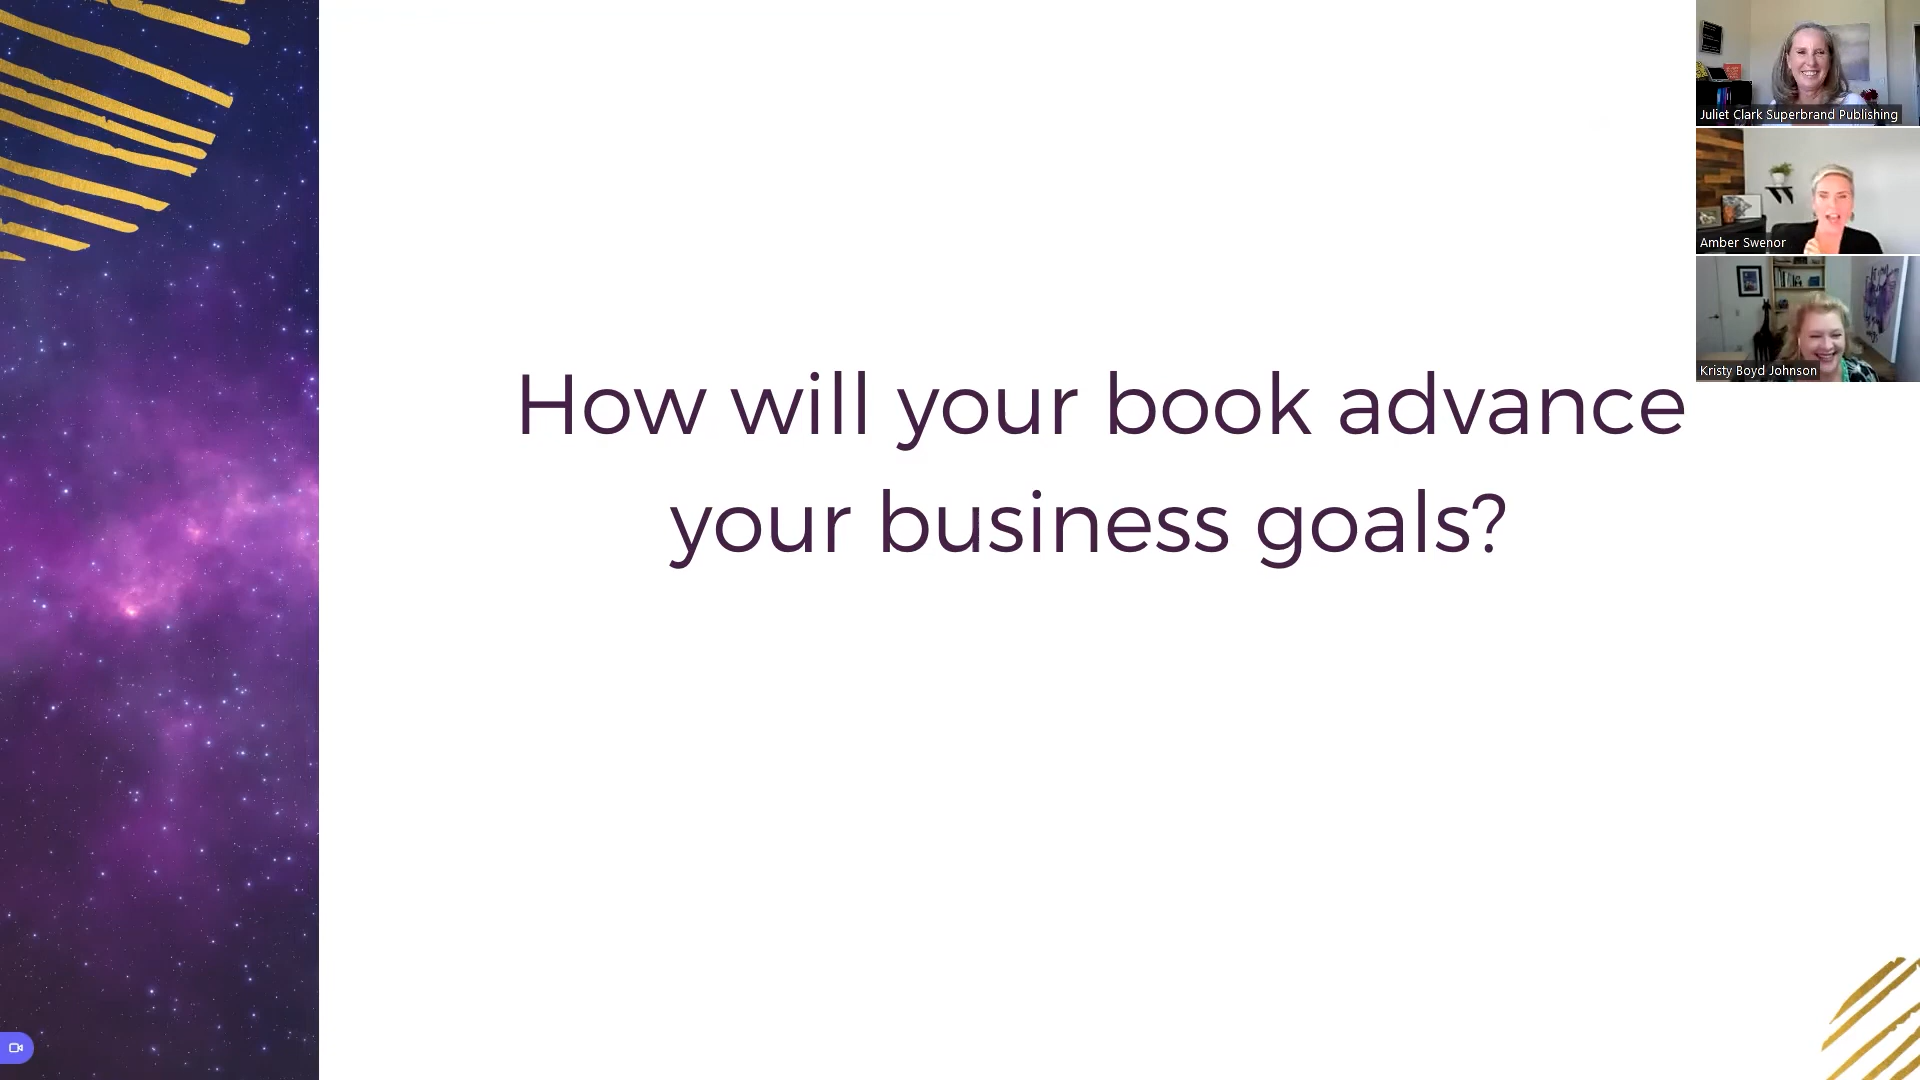 How will your book advance
your business goals?
Juliet Clark Superbrand Publishing
Amber Swenor
Kristy Boyd Johnson